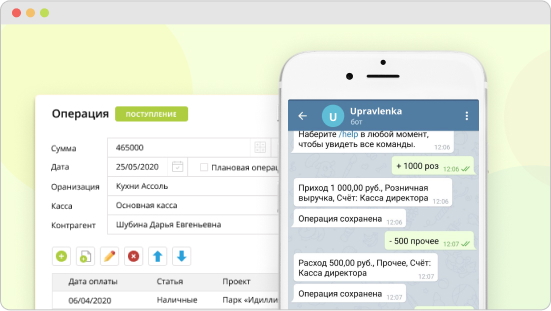 Операция ПОСТУПЛЕНИЕ
Сумма 465000
Дата 25/05/2020 Плановая операц
Оранизация Кухни Ассоль
Касса Основная касса
Контрагент Шубина Дарья Евгеньевна
Дата оплаты Статья Проект
06/04/2020 Наличные Парк «Идилли
Upravlenka
U
бот
Наберите /help в любой момент,
чтобы увидеть все команды.
12:06
+ 1000 роз 12:06
Приход 1 000,00 руб., Розничная
выручка, Счёт: Касса директора
12:06
Операция сохранена 12:06
- 500 прочее 12:07
Расход 500,00 руб., Прочее, Счёт:
Касса директора 12:07
Операция сохранена 12:07